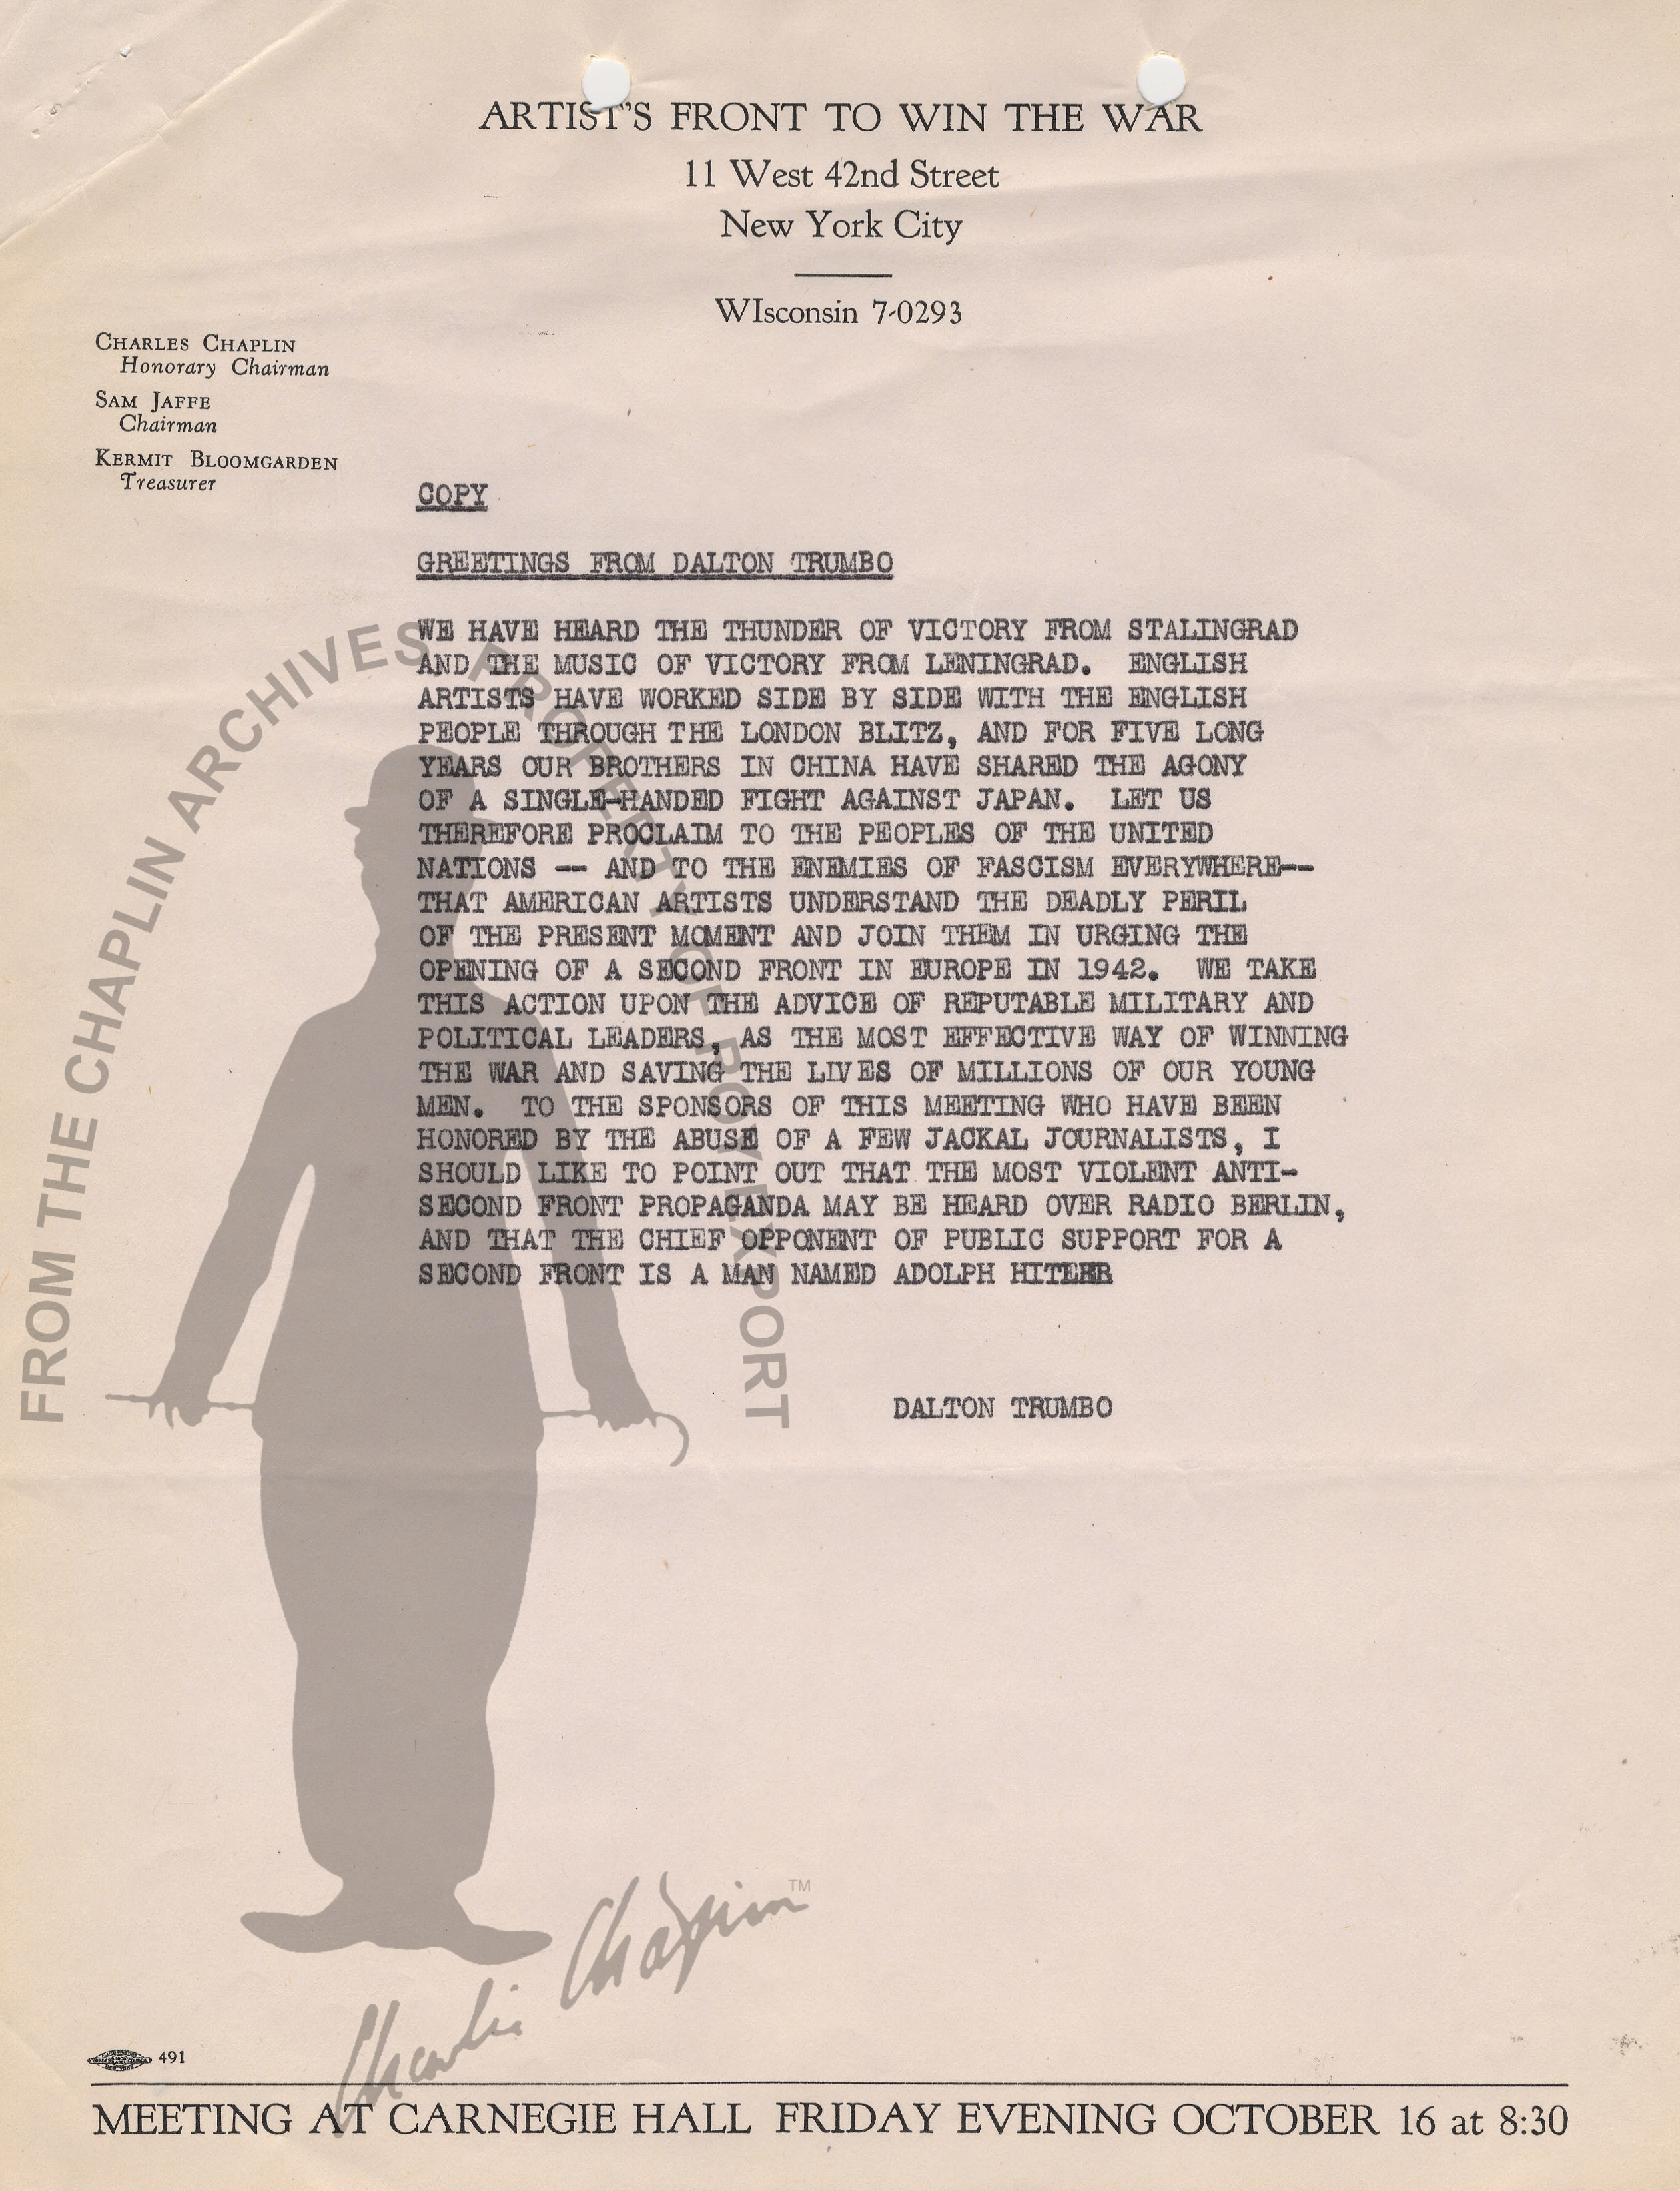 ARTIST'S FRONT TO WIN THE WAR
11 West 42nd Street
New York City
WIsconsin 7-0293
CHARLES CHAPLIN
Honorary Chairman
SAM JAFFE
Chairman
KERMIT BLOOMGARDEN
Treasurer
COPY
GREETINGS FROM DALTON TRUMBO
WE HAVE HEARD THE THUNDER OF VICTORY FROM STALINGRAD
AND THE MUSIC OF VICTORY FROM LENINGRAD. ENGLISH
ARTISTS HAVE WORKED SIDE BY SIDE WITH THE ENGLISH
PEOPLE THROUGH THE LONDON BLITZ, AND FOR FIVE LONG
YEARS OUR BROTHERS IN CHINA HAVE SHARED THE AGONY
OF A SINGLE-HANDED FIGHT AGAINST JAPAN. LET US
THEREFORE PROCLAIM TO THE PEOPLES OF THE UNITED
NATIONS -- AND TO THE ENEMIES OF FASCISM EVERYWHERE--
THAT AMERICAN ARTISTS UNDERSTAND THE DEADLY PERIL
OF THE PRESENT MOMENT AND JOIN THEM IN URGING THE
OPENING OF A SECOND FRONT IN EUROPE IN 1942. WE TAKE
THIS ACTION UPON THE ADVICE OF REPUTABLE MILITARY AND
POLITICAL LEADERS, AS THE MOST EFFECTIVE WAY OF WINNING
THE WAR AND SAVING THE LIVES OF MILLIONS OF OUR YOUNG
MEN. TO THE SPONSORS OF THIS MEETING WHO HAVE BEEN
HONORED BY THE ABUSE OF A FEW JACKAL JOURNALISTS, I
SHOULD LIKE TO POINT OUT THAT THE MOST VIOLENT ANTI-
SECOND FRONT PROPAGANDA MAY BE HEARD OVER RADIO BERLIN,
AND THAT THE CHIEF OPPONENT OF PUBLIC SUPPORT FOR A
SECOND FRONT IS A MAN NAMED ADOLPH HITLER
DALTON TRUMBO
FROM THE CHAPLIN ARCHIVES PROPERTY OF ROY EXPORT
Charlie Chaplin TM
491
MEETING AT CARNEGIE HALL FRIDAY EVENING OCTOBER 16 at 8:30